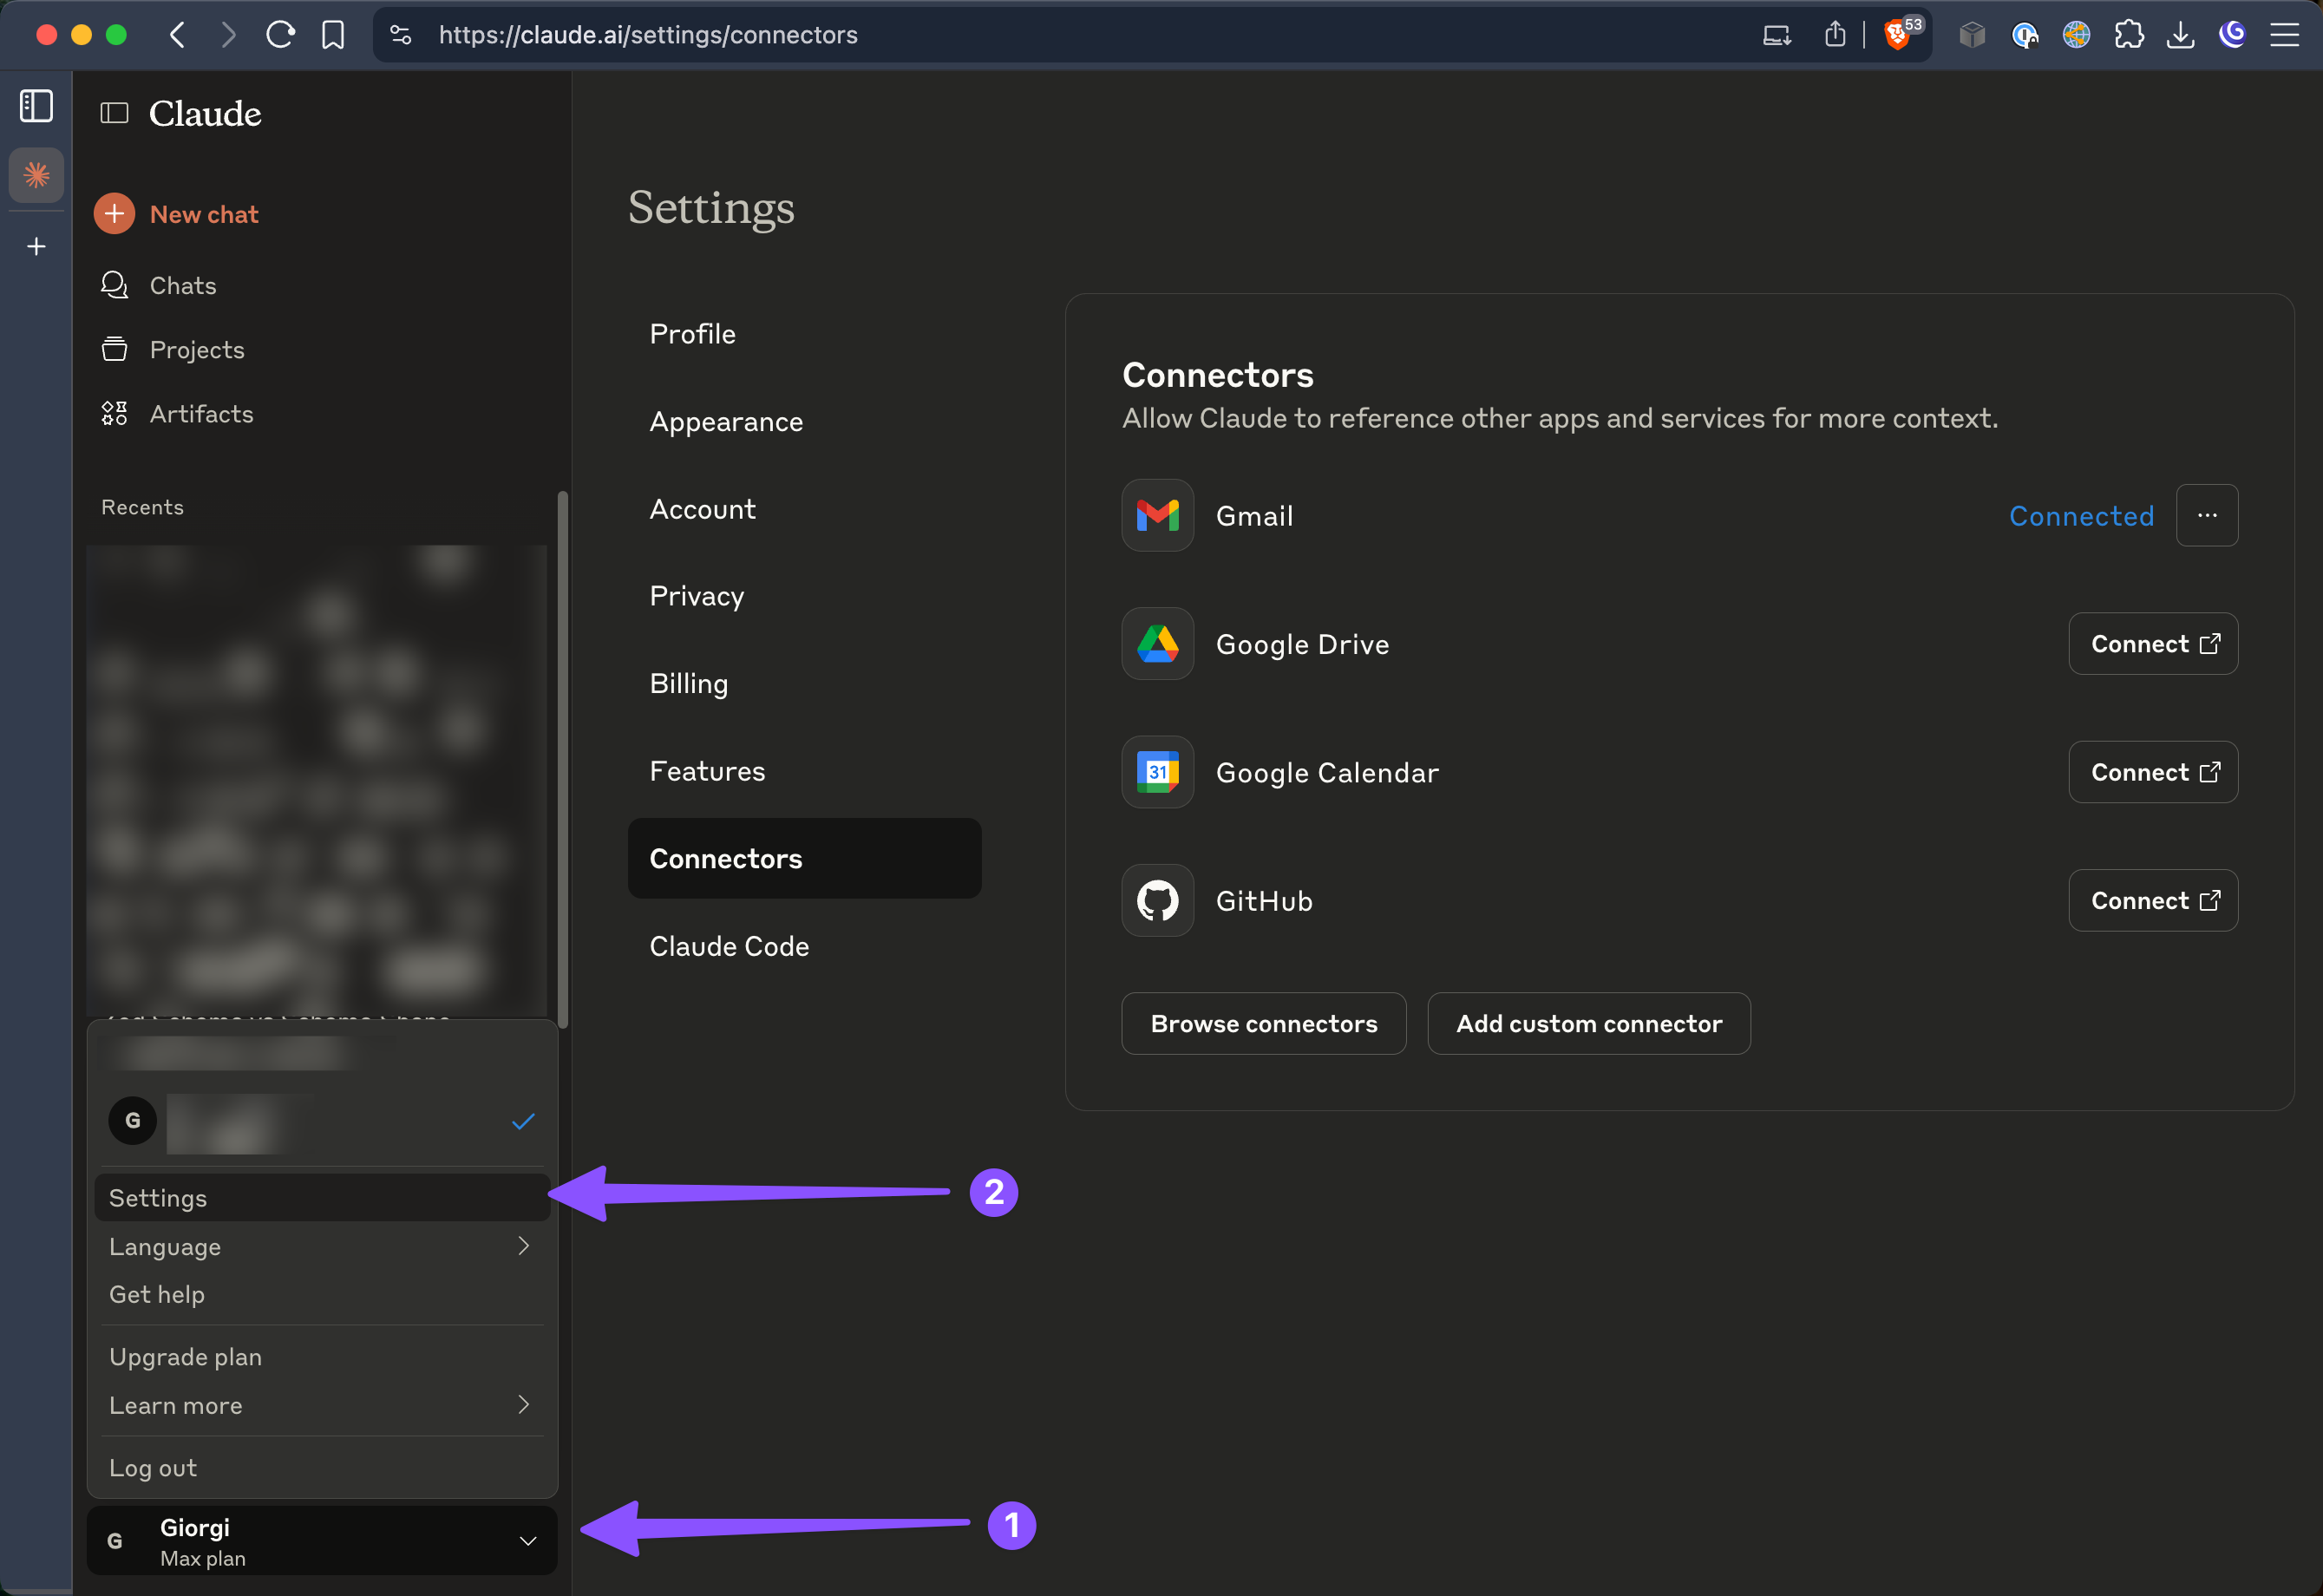 https://claude.ai/settings/connectors
53
Claude
New chat
Chats
Projects
Artifacts
Recents
G
Settings
Language
Get help
Upgrade plan
Learn more
Log out
G
Giorgi
Max plan
Settings
Profile
Appearance
Account
Privacy
Billing
Features
Connectors
Claude Code
Connectors
Allow Claude to reference other apps and services for more context.
Gmail
Connected
...
Google Drive
Connect
31
Google Calendar
Connect
GitHub
Connect
Browse connectors
Add custom connector
2
1